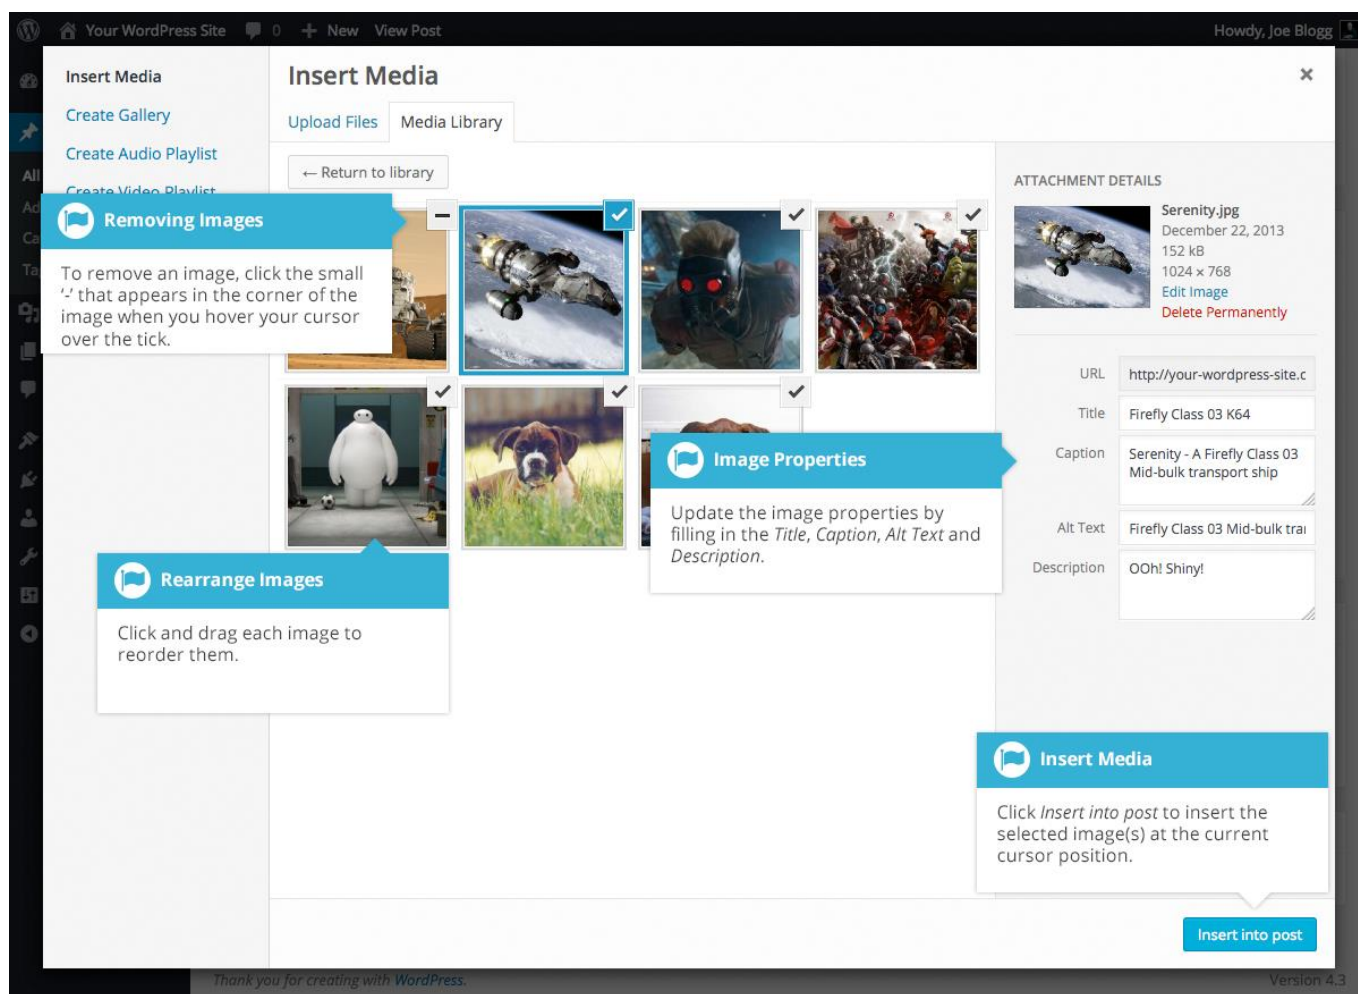 Your WordPress Site 0 + New View Post Howdy, Joe Blogg
Insert Media
Create Gallery
Create Audio Playlist
Create Video Playlist
All
Ad
Ca
Tag
Insert Media ×
Upload Files Media Library
← Return to library
Removing Images
To remove an image, click the small
‘-’ that appears in the corner of the
image when you hover your cursor
over the tick.
Rearrange Images
Click and drag each image to
reorder them.
Image Properties
Update the image properties by
filling in the Title, Caption, Alt Text and
Description.
ATTACHMENT DETAILS
Serenity.jpg
December 22, 2013
152 kB
1024 × 768
Edit Image
Delete Permanently
URL http://your-wordpress-site.c
Title Firefly Class 03 K64
Caption Serenity - A Firefly Class 03
Mid-bulk transport ship
Alt Text Firefly Class 03 Mid-bulk trai
Description OOh! Shiny!
Insert Media
Click Insert into post to insert the
selected image(s) at the current
cursor position.
Insert into post
Thank you for creating with WordPress. Version 4.3